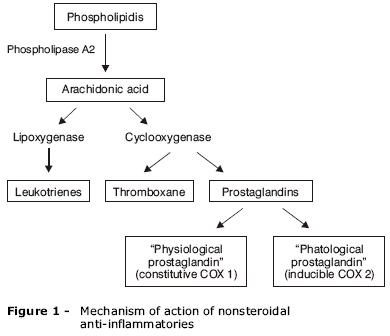 Phospholipidis
Phospholipase A2
Arachidonic acid
Lipoxygenase
Cyclooxygenase
Leukotrienes
Thromboxane
Prostaglandins
“Physiological
prostaglandin”
(constitutive COX 1)
“Phatological
prostaglandin”
(inducible COX 2)
Figure 1 - Mechanism of action of nonsteroidal
anti-inflammatories